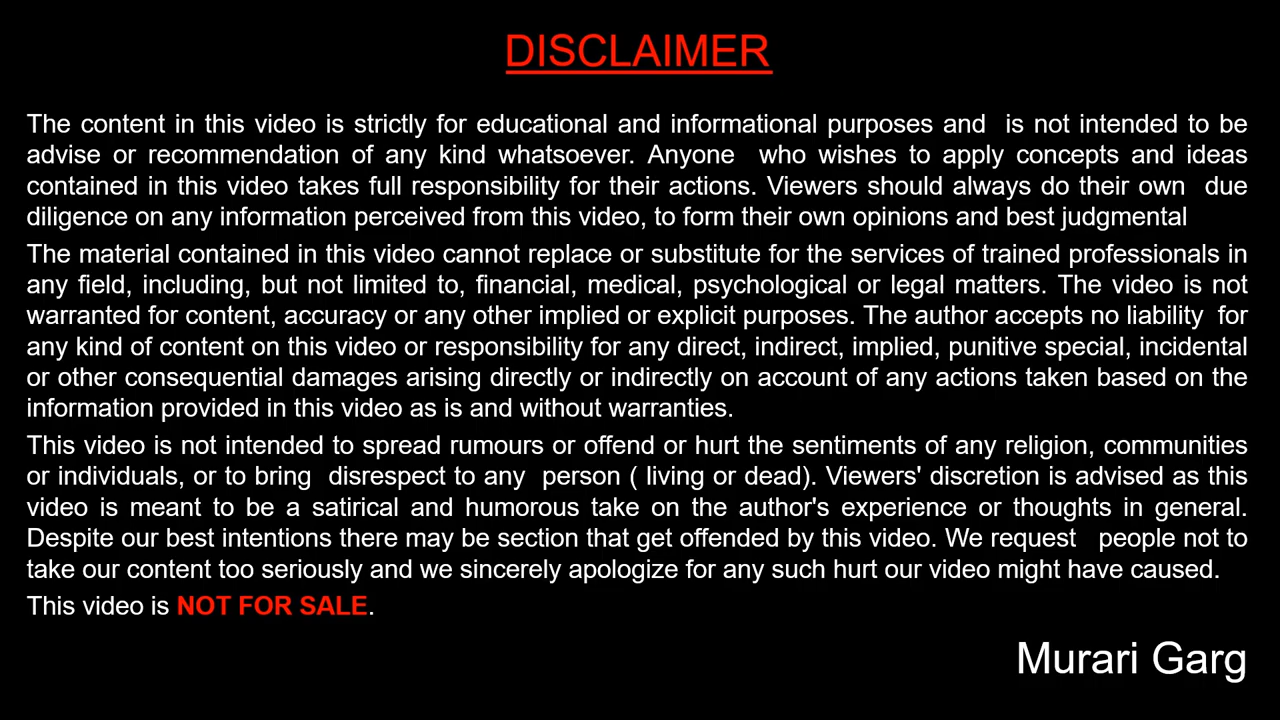 DISCLAIMER
The content in this video is strictly for educational and informational purposes and is not intended to be
advise or recommendation of any kind whatsoever. Anyone who wishes to apply concepts and ideas
contained in this video takes full responsibility for their actions. Viewers should always do their own due
diligence on any information perceived from this video, to form their own opinions and best judgmental
The material contained in this video cannot replace or substitute for the services of trained professionals in
any field, including, but not limited to, financial, medical, psychological or legal matters. The video is not
warranted for content, accuracy or any other implied or explicit purposes. The author accepts no liability for
any kind of content on this video or responsibility for any direct, indirect, implied, punitive special, incidental
or other consequential damages arising directly or indirectly on account of any actions taken based on the
information provided in this video as is and without warranties.
This video is not intended to spread rumours or offend or hurt the sentiments of any religion, communities
or individuals, or to bring disrespect to any person ( living or dead). Viewers' discretion is advised as this
video is meant to be a satirical and humorous take on the author's experience or thoughts in general.
Despite our best intentions there may be section that get offended by this video. We request people not to
take our content too seriously and we sincerely apologize for any such hurt our video might have caused.
This video is NOT FOR SALE.
Murari Garg